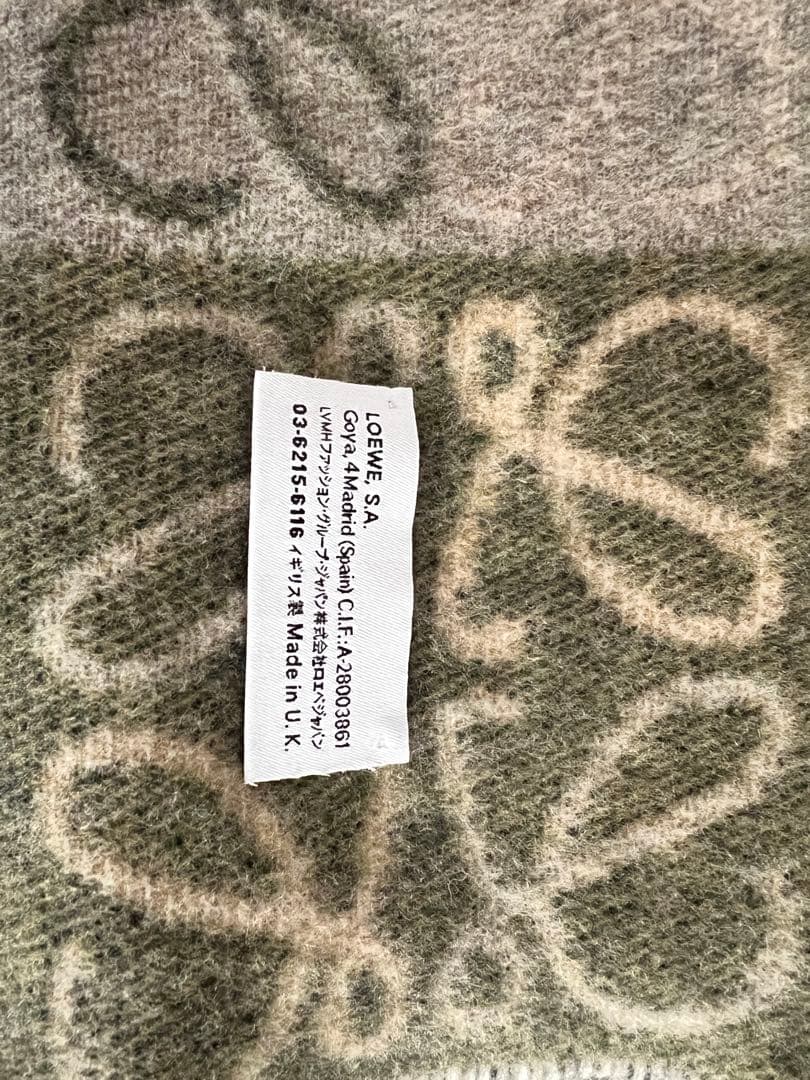 LOEWE, S.A.
Goya, 4 Madrid (Spain) C.I.F.:A-28003861
LVMHファッション・グループ・ジャパン株式会社ロエベジャパン
03-6215-6116 イギリス製 Made in U. K.